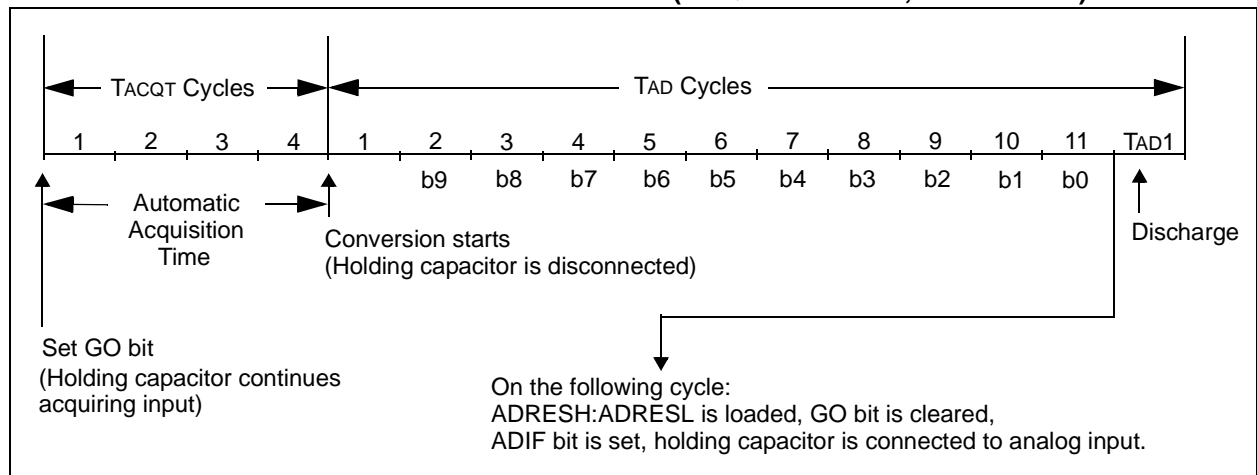 TACQT Cycles
TAD Cycles
1 2 3 4 1 2 3 4 5 6 7 8 9 10 11 TAD1
b9 b8 b7 b6 b5 b4 b3 b2 b1 b0
Automatic
Acquisition
Time
Conversion starts
(Holding capacitor is disconnected)
Discharge
Set GO bit
(Holding capacitor continues
acquiring input)
On the following cycle:
ADRESH:ADRESL is loaded, GO bit is cleared,
ADIF bit is set, holding capacitor is connected to analog input.